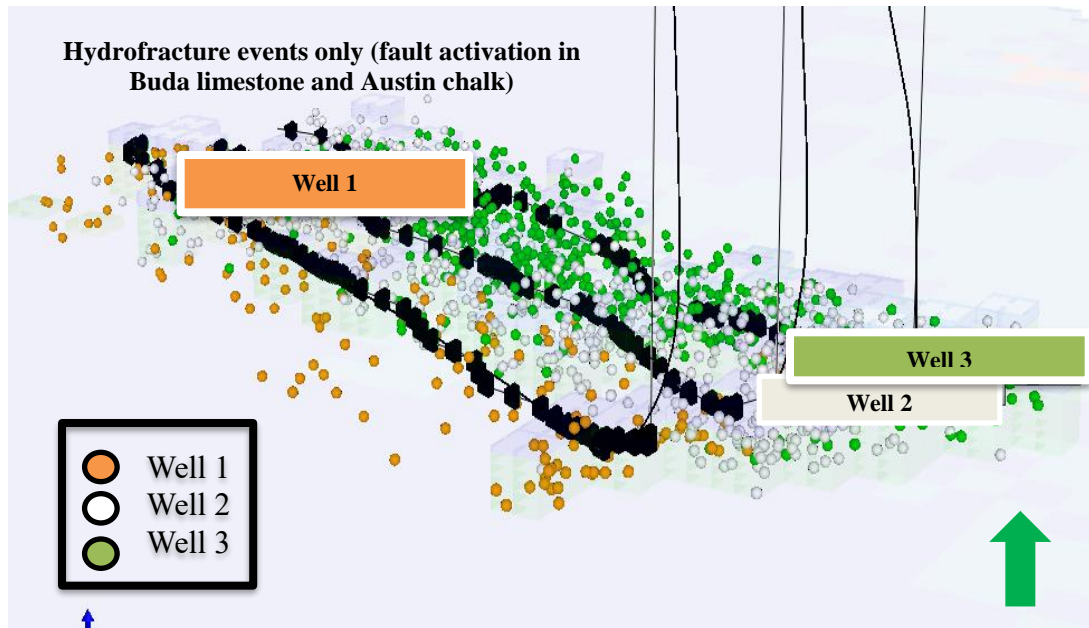 Hydrofracture events only (fault activation in
Buda limestone and Austin chalk)
Well 1
Well 3
Well 2
Well 1
Well 2
Well 3